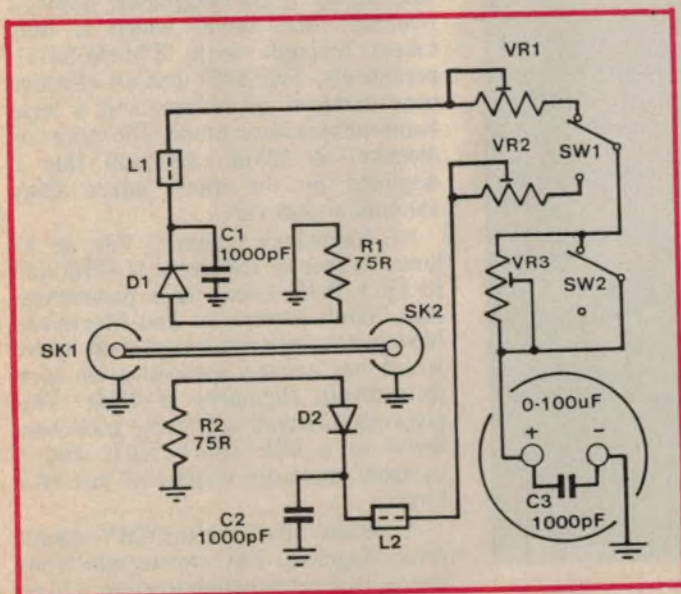 VR1
L1
VR2
SW1
C1
1000pF
R1
75R
D1
VR3
SW2
SK2
SK1
D2
R2
75R
0-100uF
+ −
C2
1000pF
L2
C3
1000pF